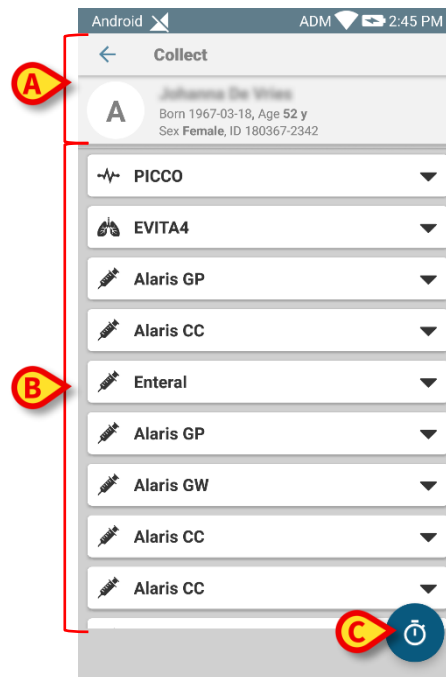 Android ADM 2:45 PM
Collect
A
A
Born 1967-03-18, Age 52 y
Sex Female, ID 180367-2342
PICCO
EVITA4
Alaris GP
Alaris CC
B
Enteral
Alaris GP
Alaris GW
Alaris CC
Alaris CC
C